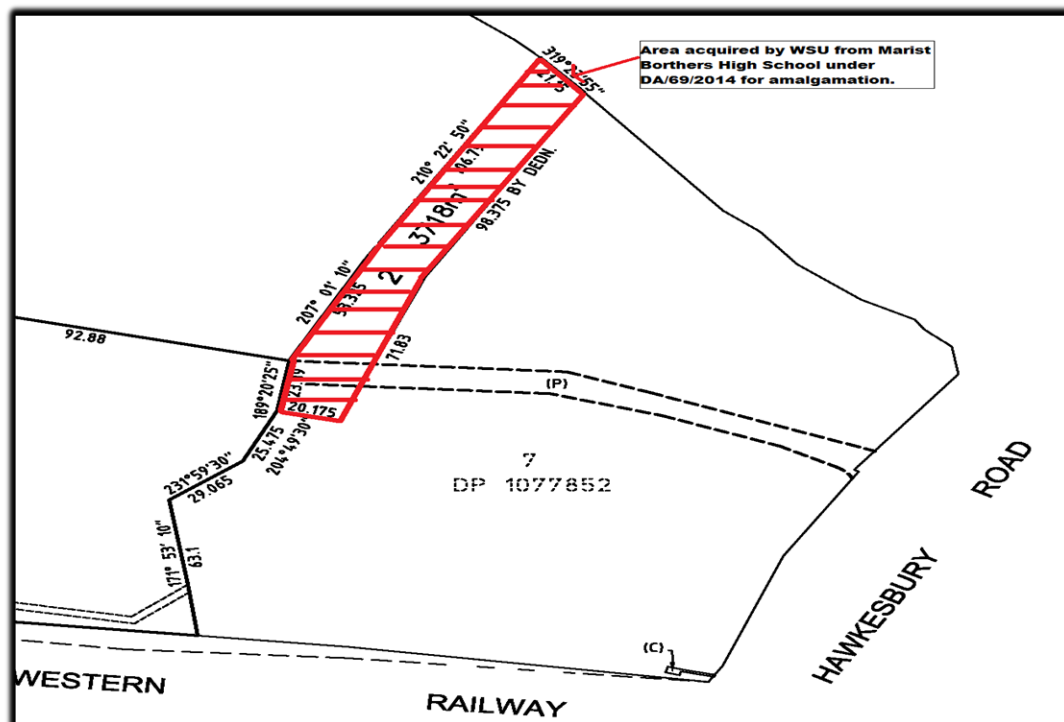 Area acquired by WSU from Marist
Borthers High School under
DA/69/2014 for amalgamation.
210° 22' 50"
98.375 BY DEDN.
3718m²
2
207° 01' 10"
71.83
92.88
189°20'25"
20.175
(P)
25.475
204°49'30"
231°59'30"
29.065
7
DP 1077852
171° 53' 10"
63.1
ROAD
HAWKESBURY
(C)
WESTERN
RAILWAY